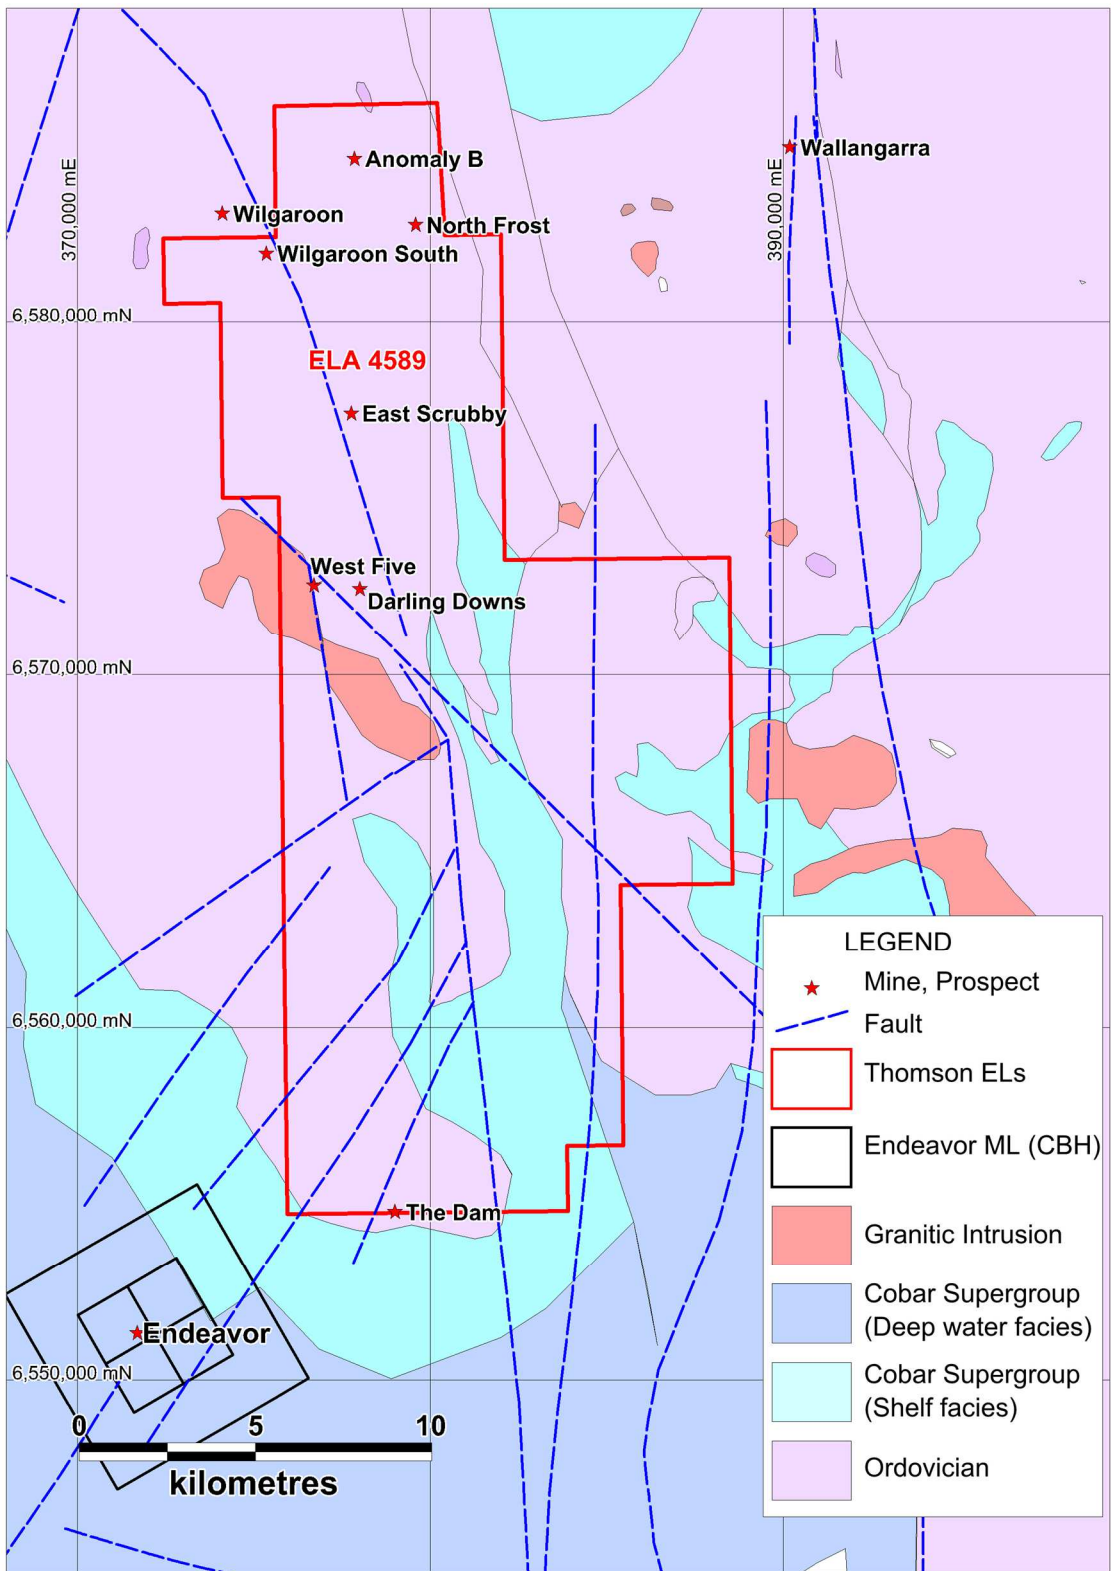 Anomaly B
Wallangarra
370,000 mE
390,000 mE
Wilgaroon
North Frost
Wilgaroon South
6,580,000 mN
ELA 4589
East Scrubby
West Five
Darling Downs
6,570,000 mN
6,560,000 mN
The Dam
Endeavor
6,550,000 mN
0 5 10
kilometres
LEGEND
Mine, Prospect
Fault
Thomson ELs
Endeavor ML (CBH)
Granitic Intrusion
Cobar Supergroup
(Deep water facies)
Cobar Supergroup
(Shelf facies)
Ordovician